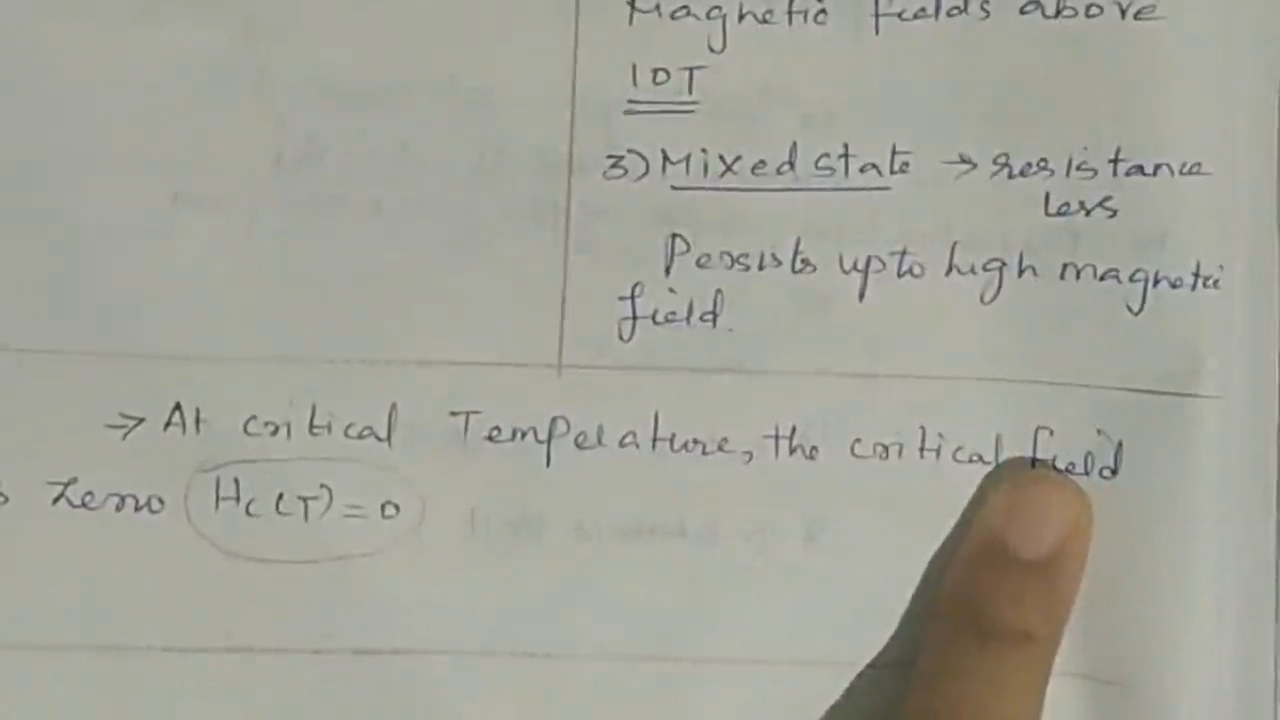 Magnetic fields above
10T
3) Mixed state → resistance
less
Persists upto high magnetic
field.
→ At critical Temperature, the critical field
zero Hc(T)=0